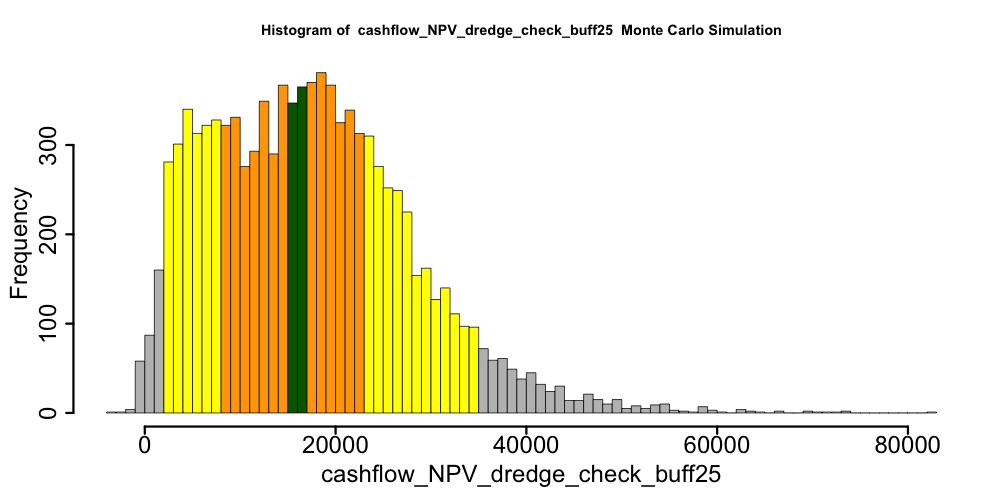 Histogram of  cashflow_NPV_dredge_check_buff25  Monte Carlo Simulation
300
200
100
0
Frequency
0 20000 40000 60000 80000
cashflow_NPV_dredge_check_buff25